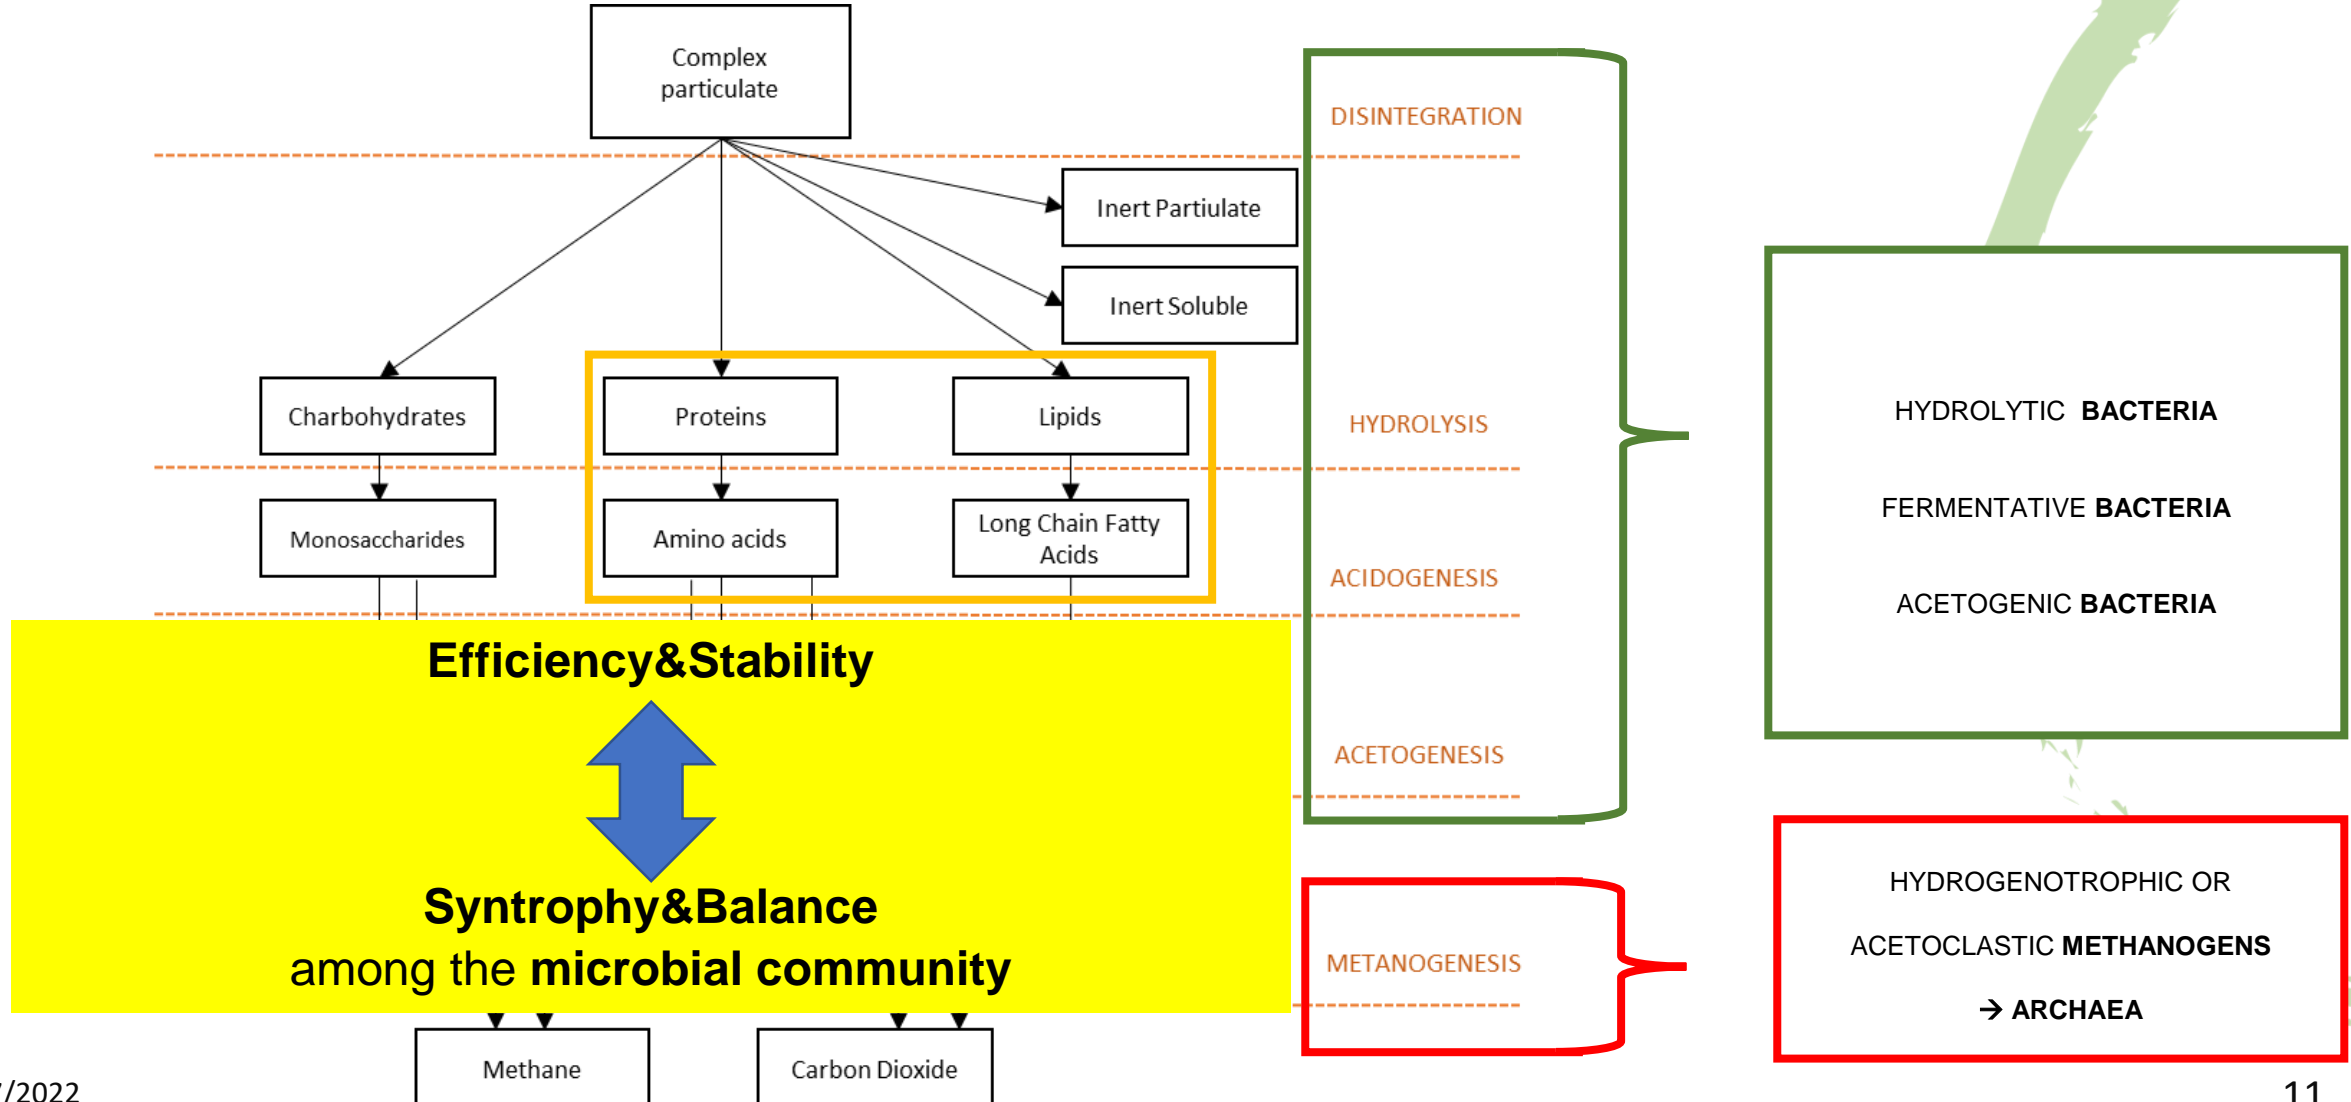 Complex
particulate
DISINTEGRATION
Inert Partiulate
Inert Soluble
Charbohydrates
Proteins
Lipids
HYDROLYSIS
Monosaccharides
Amino acids
Long Chain Fatty
Acids
ACIDOGENESIS
Efficiency&Stability
ACETOGENESIS
Syntrophy&Balance
among the microbial community
METANOGENESIS
Methane
Carbon Dioxide
HYDROLYTIC BACTERIA
FERMENTATIVE BACTERIA
ACETOGENIC BACTERIA
HYDROGENOTROPHIC OR
ACETOCLASTIC METHANOGENS
→ ARCHAEA
/2022
11